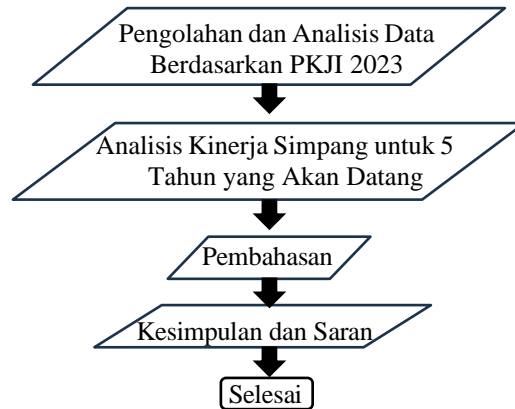 Pengolahan dan Analisis Data
Berdasarkan PKJI 2023
Analisis Kinerja Simpang untuk 5
Tahun yang Akan Datang
Pembahasan
Kesimpulan dan Saran
Selesai